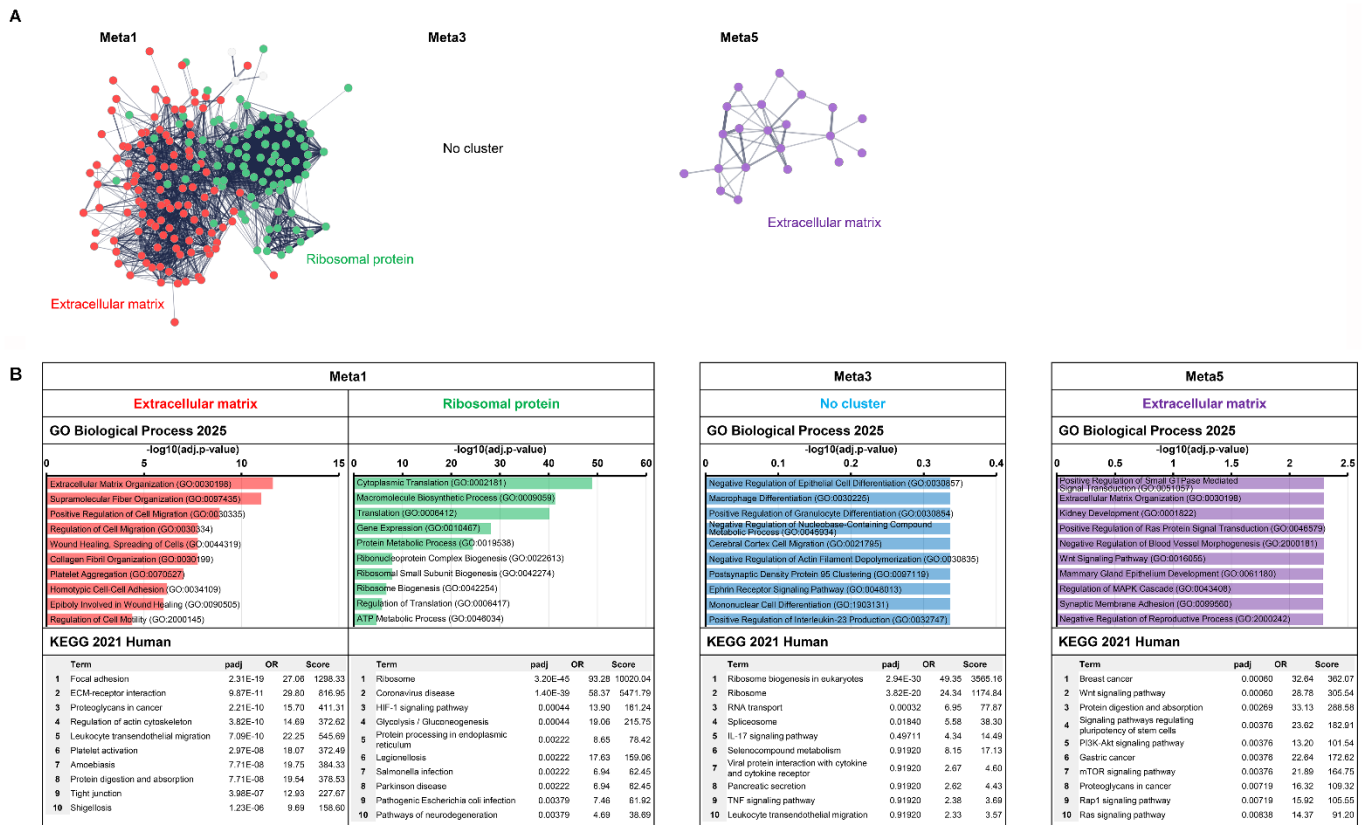 A
Meta1
Meta3
Meta5
No cluster
Extracellular matrix
Ribosomal protein
Extracellular matrix
B
Meta1
Extracellular matrix
Ribosomal protein
GO Biological Process 2025
-log10(adj.p-value)
0 5 10 15
Extracellular Matrix Organization (GO:0030198)
Supramolecular Fiber Organization (GO:0097435)
Positive Regulation of Cell Migration (GO:0030335)
Regulation of Cell Migration (GO:0030334)
Wound Healing, Spreading of Cells (GO:0044319)
Collagen Fibril Organization (GO:0030199)
Platelet Aggregation (GO:0070527)
Homotypic Cell-Cell Adhesion (GO:0034109)
Epiboly Involved in Wound Healing (GO:0090505)
Regulation of Cell Motility (GO:2000145)
-log10(adj.p-value)
0 10 20 30 40 50 60
Cytoplasmic Translation (GO:0002181)
Macromolecule Biosynthetic Process (GO:0009059)
Translation (GO:0006412)
Gene Expression (GO:0010467)
Protein Metabolic Process (GO:0019538)
Ribonucleoprotein Complex Biogenesis (GO:0022613)
Ribosomal Small Subunit Biogenesis (GO:0042274)
Ribosome Biogenesis (GO:0042254)
Regulation of Translation (GO:0006417)
ATP Metabolic Process (GO:0046034)
KEGG 2021 Human
Term padj OR Score
1 Focal adhesion 2.31E-19 27.06 1298.33
2 ECM-receptor interaction 9.87E-11 29.80 816.95
3 Proteoglycans in cancer 2.21E-10 15.70 411.31
4 Regulation of actin cytoskeleton 3.82E-10 14.69 372.62
5 Leukocyte transendothelial migration 7.09E-10 22.25 545.69
6 Platelet activation 2.97E-08 18.07 372.49
7 Amoebiasis 7.71E-08 19.75 384.33
8 Protein digestion and absorption 7.71E-08 19.54 378.53
9 Tight junction 3.98E-07 12.93 227.67
10 Shigellosis 1.23E-06 9.69 158.60
Term padj OR Score
1 Ribosome 3.20E-45 93.28 10020.04
2 Coronavirus disease 1.40E-39 58.37 5471.79
3 HIF-1 signaling pathway 0.00044 13.90 181.24
4 Glycolysis / Gluconeogenesis 0.00044 19.06 215.75
5 Protein processing in endoplasmic reticulum 0.00222 8.65 78.42
6 Legionellosis 0.00222 17.63 159.06
7 Salmonella infection 0.00222 6.94 62.45
8 Parkinson disease 0.00222 6.94 62.45
9 Pathogenic Escherichia coli infection 0.00379 7.46 61.92
10 Pathways of neurodegeneration 0.00379 4.69 38.69
Meta3
No cluster
GO Biological Process 2025
-log10(adj.p-value)
0 0.1 0.2 0.3 0.4
Negative Regulation of Epithelial Cell Differentiation (GO:0030857)
Macrophage Differentiation (GO:0030225)
Positive Regulation of Granulocyte Differentiation (GO:0030854)
Negative Regulation of Nucleobase-Containing Compound
Metabolic Process (GO:0045934)
Cerebral Cortex Cell Migration (GO:0021795)
Negative Regulation of Actin Filament Depolymerization (GO:0030835)
Postsynaptic Density Protein 95 Clustering (GO:0097119)
Ephrin Receptor Signaling Pathway (GO:0048013)
Mononuclear Cell Differentiation (GO:1903131)
Positive Regulation of Interleukin-23 Production (GO:0032747)
KEGG 2021 Human
Term padj OR Score
1 Ribosome biogenesis in eukaryotes 2.94E-30 49.35 3565.16
2 Ribosome 3.82E-20 24.34 1174.84
3 RNA transport 0.00032 6.95 77.87
4 Spliceosome 0.01840 5.58 38.30
5 IL-17 signaling pathway 0.49711 4.34 14.49
6 Selenocompound metabolism 0.91920 8.15 17.13
7 Viral protein interaction with cytokine and cytokine receptor 0.91920 2.67 4.60
8 Pancreatic secretion 0.91920 2.62 4.43
9 TNF signaling pathway 0.91920 2.38 3.69
10 Leukocyte transendothelial migration 0.91920 2.33 3.57
Meta5
Extracellular matrix
GO Biological Process 2025
-log10(adj.p-value)
0 0.5 1 1.5 2 2.5
Positive Regulation of Small GTPase Mediated
Signal Transduction (GO:0051057)
Extracellular Matrix Organization (GO:0030198)
Kidney Development (GO:0001822)
Positive Regulation of Ras Protein Signal Transduction (GO:0046579)
Negative Regulation of Blood Vessel Morphogenesis (GO:2000181)
Wnt Signaling Pathway (GO:0016055)
Mammary Gland Epithelium Development (GO:0061180)
Regulation of MAPK Cascade (GO:0043408)
Synaptic Membrane Adhesion (GO:0099560)
Negative Regulation of Reproductive Process (GO:2000242)
KEGG 2021 Human
Term padj OR Score
1 Breast cancer 0.00060 32.64 362.07
2 Wnt signaling pathway 0.00060 28.78 305.54
3 Protein digestion and absorption 0.00269 33.13 288.58
4 Signaling pathways regulating pluripotency of stem cells 0.00376 23.62 182.91
5 PI3K-Akt signaling pathway 0.00376 13.20 101.54
6 Gastric cancer 0.00376 22.64 172.62
7 mTOR signaling pathway 0.00376 21.89 164.75
8 Proteoglycans in cancer 0.00719 16.32 109.32
9 Rap1 signaling pathway 0.00719 15.92 105.55
10 Ras signaling pathway 0.00838 14.37 91.20